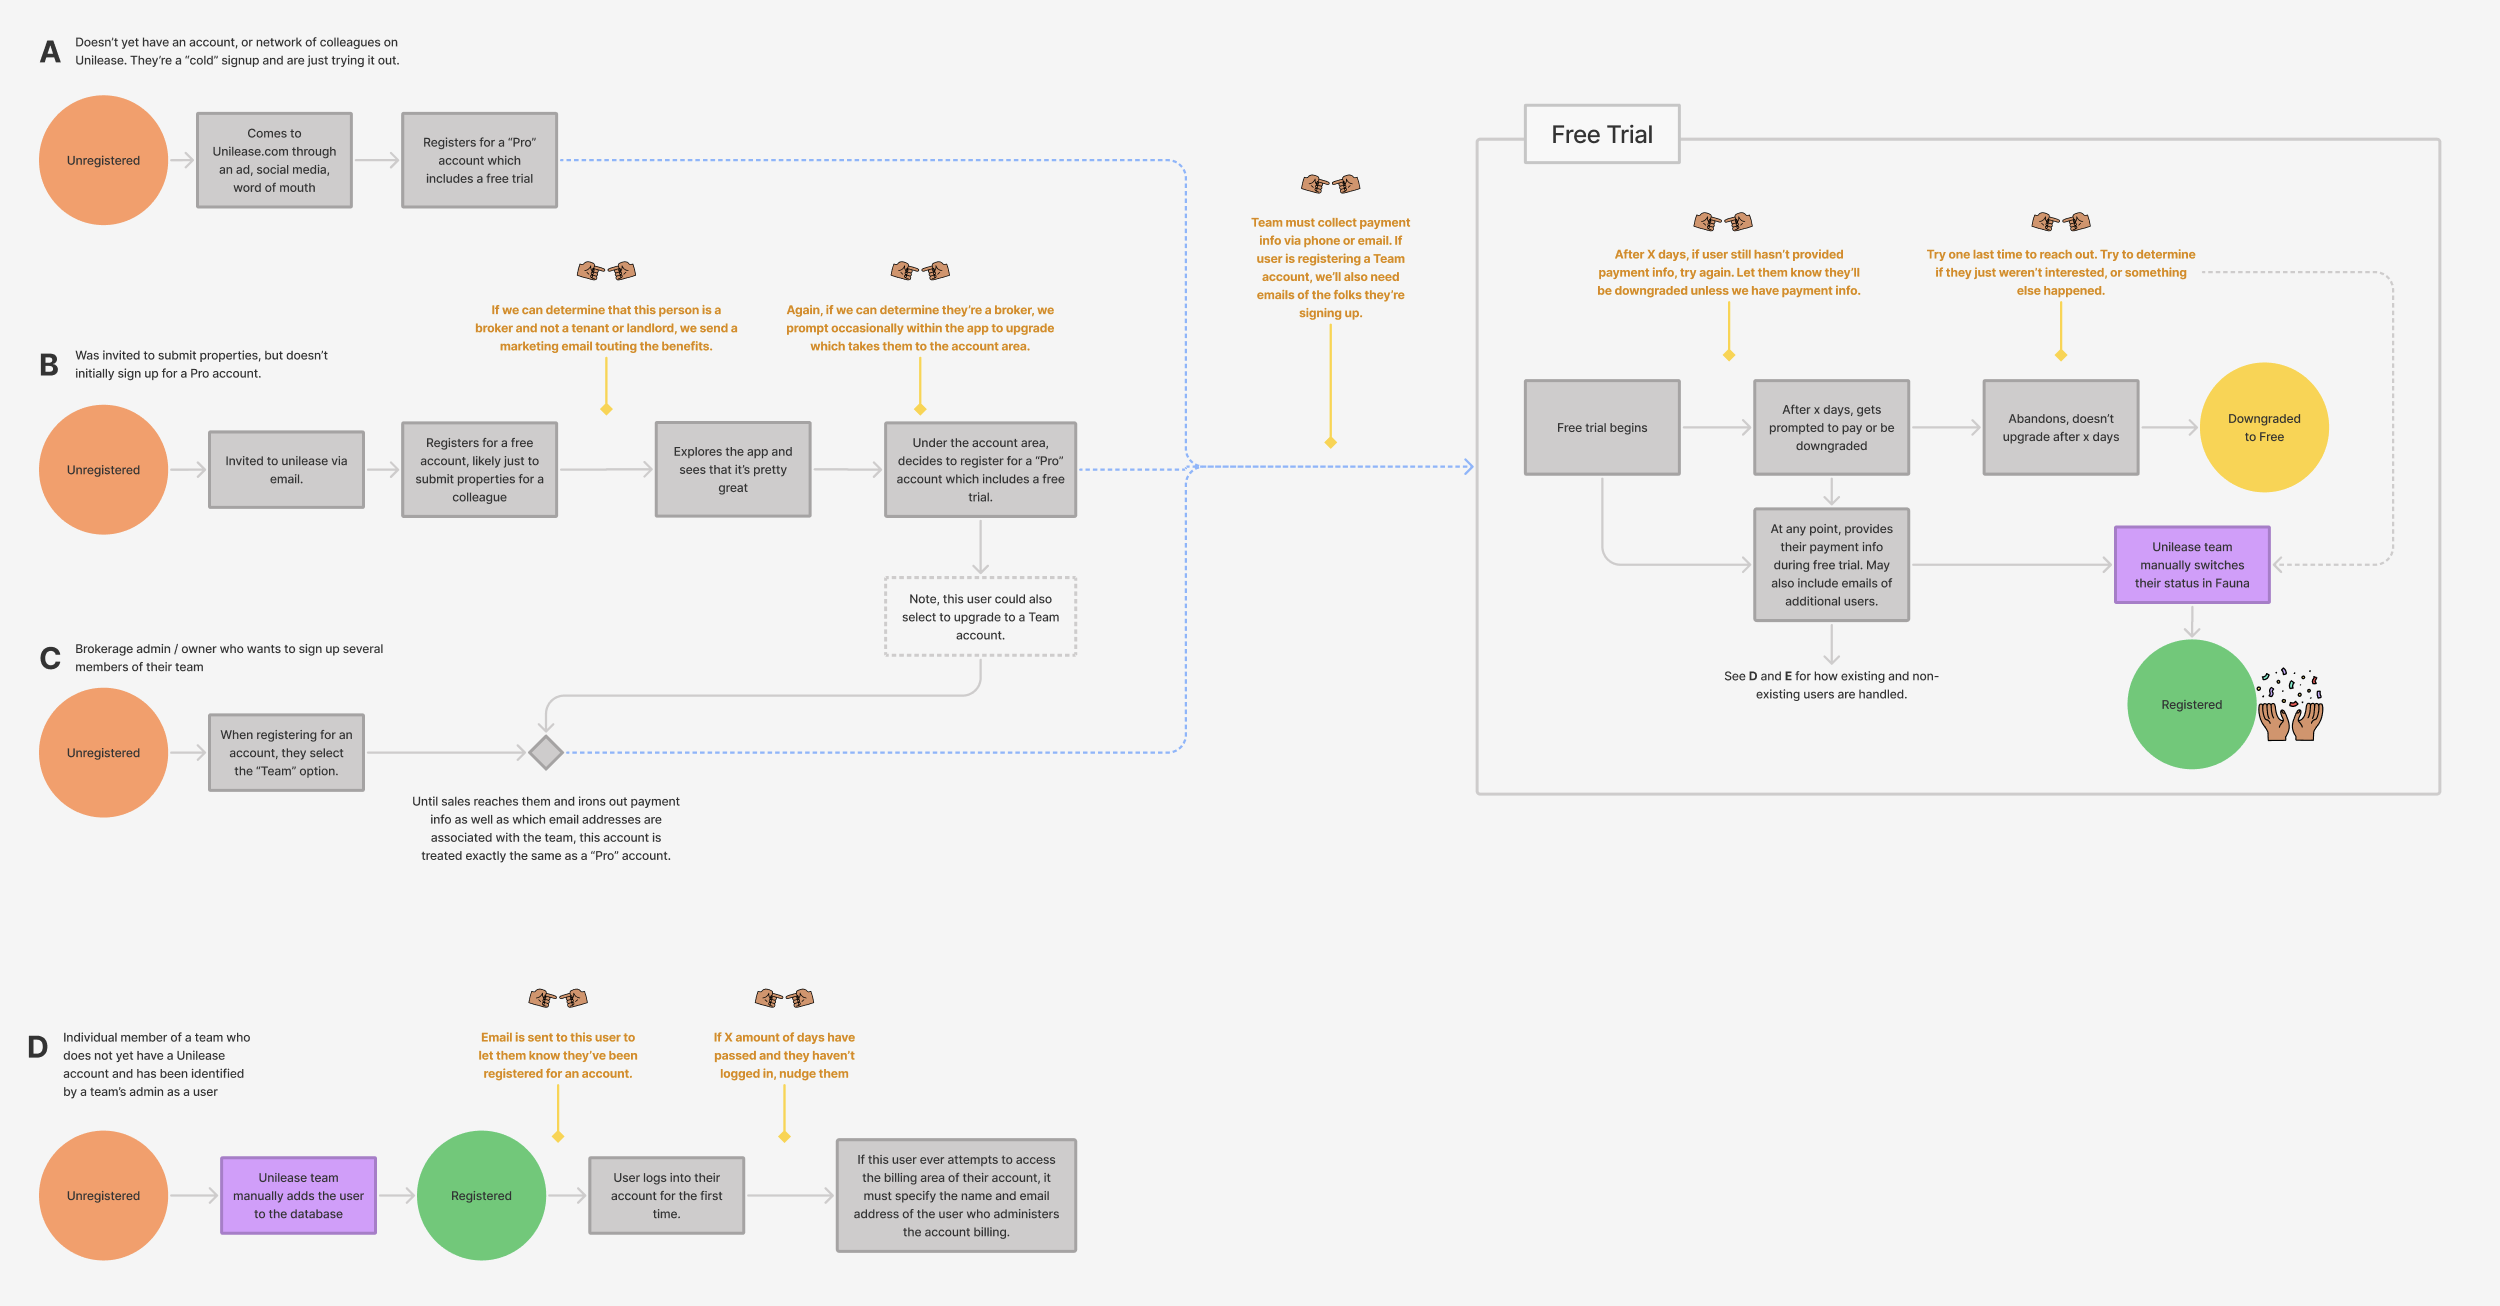 A
Doesn’t yet have an account, or network of colleagues on
Unilease. They’re a “cold” signup and are just trying it out.
Unregistered
Comes to
Unilease.com through
an ad, social media,
word of mouth
Registers for a “Pro”
account which
includes a free trial
B
Was invited to submit properties, but doesn’t
initially sign up for a Pro account.
If we can determine that this person is a
broker and not a tenant or landlord, we send a
marketing email touting the benefits.
Again, if we can determine they’re a broker, we
prompt occasionally within the app to upgrade
which takes them to the account area.
Unregistered
Invited to unilease via
email.
Registers for a free
account, likely just to
submit properties for a
colleague
Explores the app and
sees that it’s pretty
great
Under the account area,
decides to register for a “Pro”
account which includes a free
trial.
Note, this user could also
select to upgrade to a Team
account.
C
Brokerage admin / owner who wants to sign up several
members of their team
Unregistered
When registering for an
account, they select
the “Team” option.
Until sales reaches them and irons out payment
info as well as which email addresses are
associated with the team, this account is
treated exactly the same as a “Pro” account.
Team must collect payment
info via phone or email. If
user is registering a Team
account, we’ll also need
emails of the folks they’re
signing up.
Free Trial
After X days, if user still hasn’t provided
payment info, try again. Let them know they’ll
be downgraded unless we have payment info.
Try one last time to reach out. Try to determine
if they just weren’t interested, or something
else happened.
Free trial begins
After x days, gets
prompted to pay or be
downgraded
Abandons, doesn’t
upgrade after x days
Downgraded
to Free
At any point, provides
their payment info
during free trial. May
also include emails of
additional users.
Unilease team
manually switches
their status in Fauna
See D and E for how existing and non-
existing users are handled.
Registered
D
Individual member of a team who
does not yet have a Unilease
account and has been identified
by a team’s admin as a user
Email is sent to this user to
let them know they’ve been
registered for an account.
If X amount of days have
passed and they haven’t
logged in, nudge them
Unregistered
Unilease team
manually adds the user
to the database
Registered
User logs into their
account for the first
time.
If this user ever attempts to access
the billing area of their account, it
must specify the name and email
address of the user who administers
the account billing.